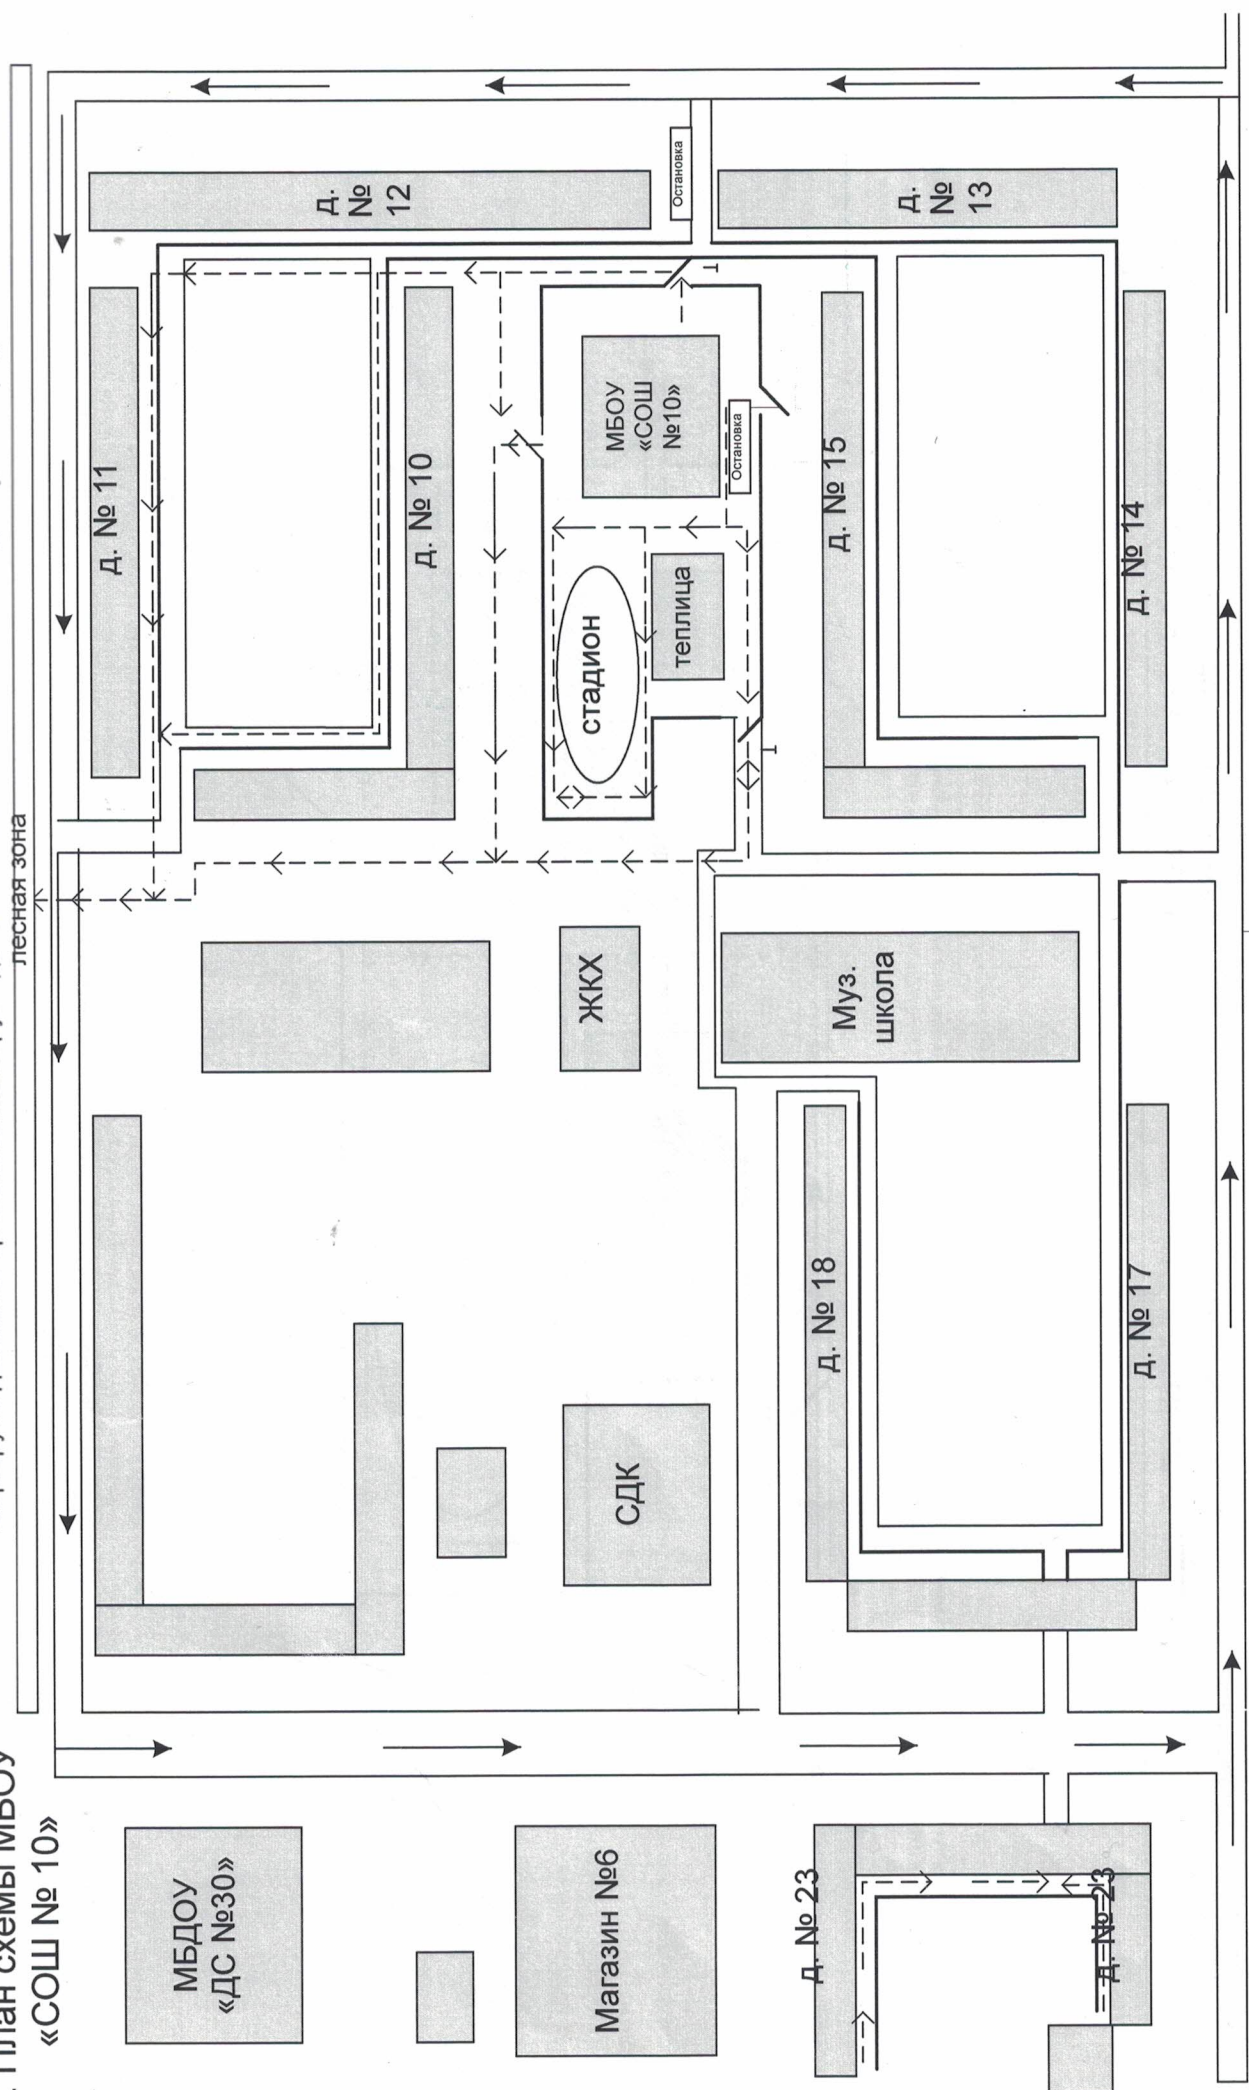 План схемы МБОУ
«СОШ № 10»
лесная зона
МБДОУ
«ДС №30»
Магазин №6
д. № 23
д. № 23
СДК
д. № 18
д. № 17
ЖКХ
Муз.
школа
д. № 11
д. № 10
стадион
теплица
МБОУ
«СОШ
№10»
Остановка
д. № 15
д. № 14
д.
№
12
Остановка
д.
№
13